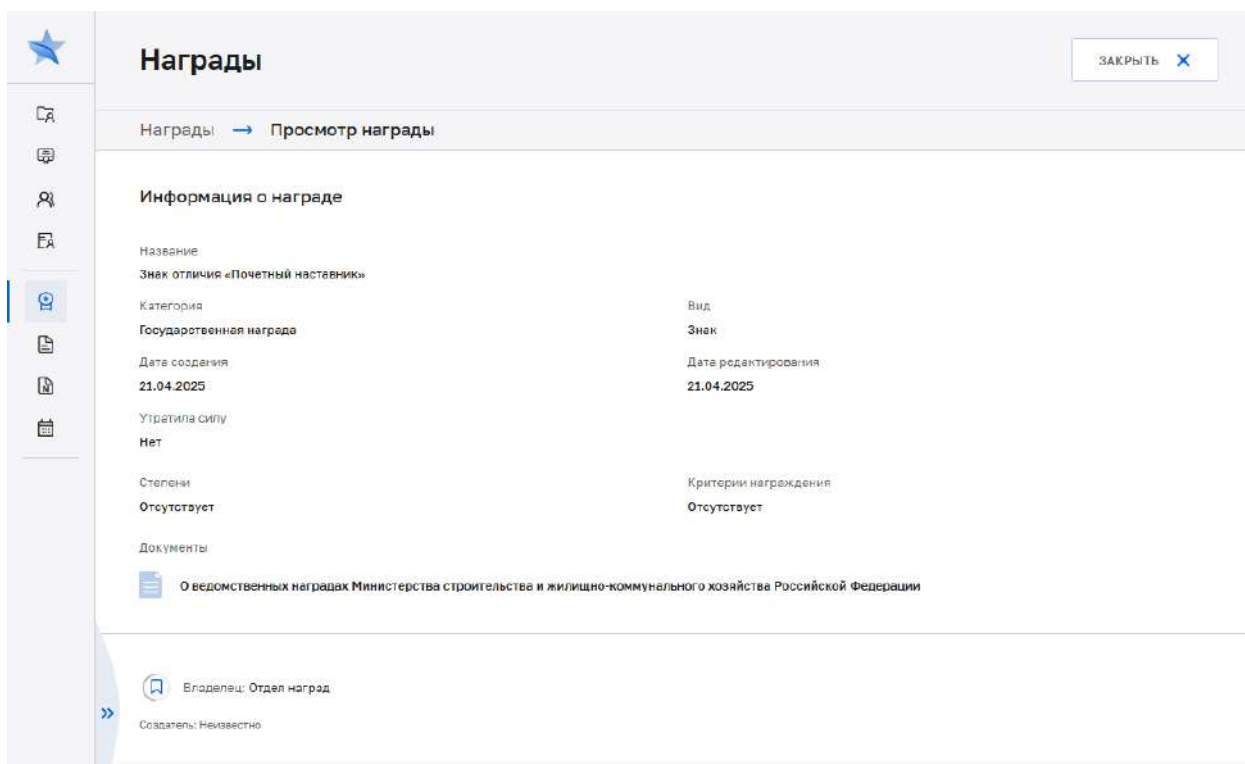 Награды
ЗАКРЫТЬ
Награды → Просмотр награды
Информация о награде
Название
Знак отличия «Почетный наставник»
Категория
Вид
Государственная награда
Знак
Дата создания
Дата редактирования
21.04.2025
21.04.2025
Утратила силу
Нет
Степени
Критерии награждения
Отсутствует
Отсутствует
Документы
О ведомственных наградах Министерства строительства и жилищно-коммунального хозяйства Российской Федерации
Владелец: Отдел наград
Создатель: Неизвестно